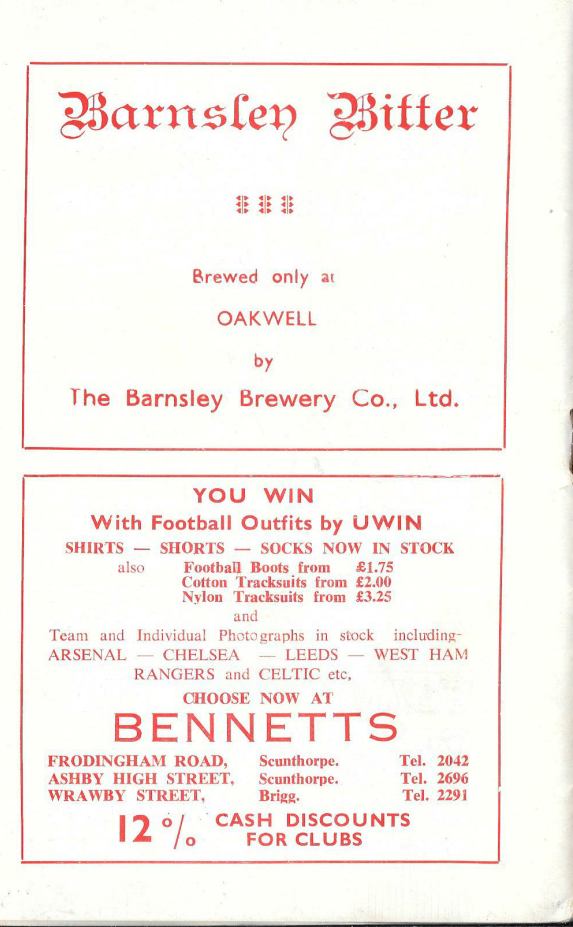 Barnsley Bitter
Brewed only at
OAKWELL
by
The Barnsley Brewery Co., Ltd.
YOU WIN
With Football Outfits by UWIN
SHIRTS — SHORTS — SOCKS NOW IN STOCK
also Football Boots from £1.75
Cotton Tracksuits from £2.00
Nylon Tracksuits from £3.25
and
Team and Individual Photographs in stock including-
ARSENAL — CHELSEA — LEEDS — WEST HAM
RANGERS and CELTIC etc,
CHOOSE NOW AT
BENNETTS
FRODINGHAM ROAD, Scunthorpe. Tel. 2042
ASHBY HIGH STREET, Scunthorpe. Tel. 2696
WRAWBY STREET, Brigg. Tel. 2291
12% CASH DISCOUNTS
FOR CLUBS